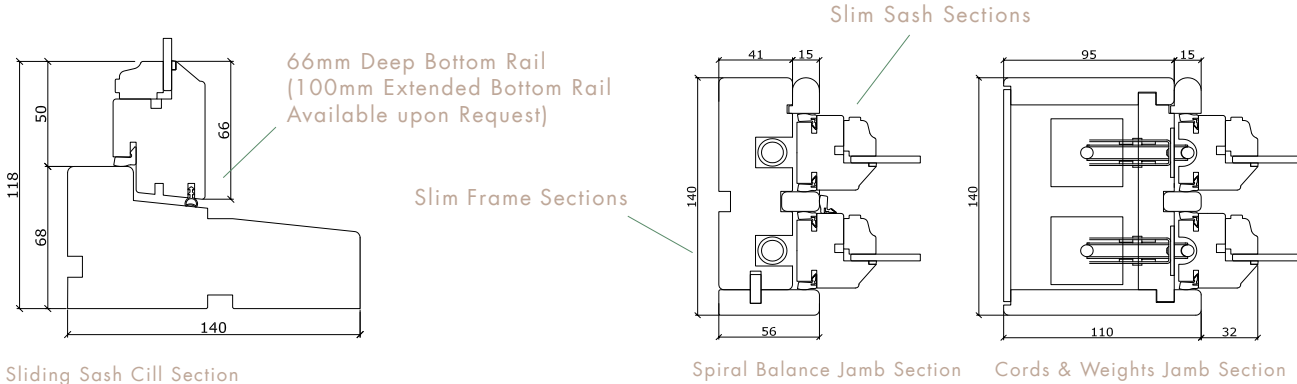 Slim Sash Sections
66mm Deep Bottom Rail
(100mm Extended Bottom Rail
Available upon Request)
Slim Frame Sections
118
50
68
66
140
41
15
140
56
95
15
140
110
32
Sliding Sash Cill Section
Spiral Balance Jamb Section
Cords & Weights Jamb Section